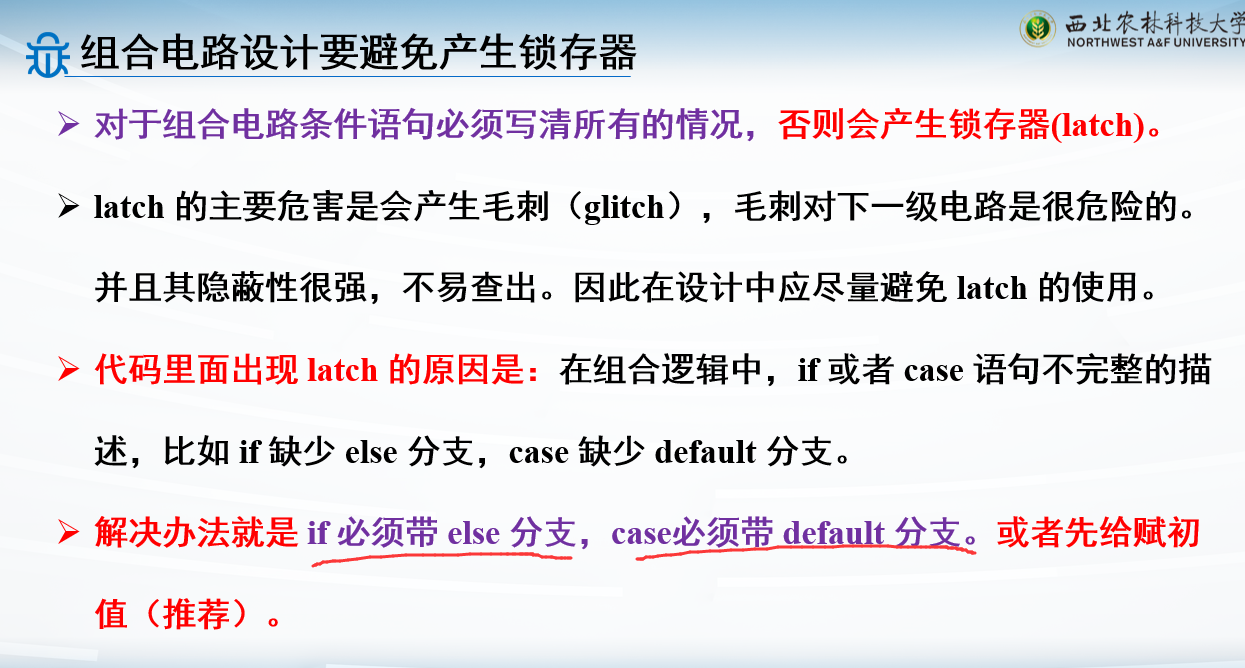 组合电路设计要避免产生锁存器
西北农林科技大学
NORTHWEST A&F UNIVERSITY
对于组合电路条件语句必须写清所有的情况，否则会产生锁存器(latch)。
latch 的主要危害是会产生毛刺（glitch），毛刺对下一级电路是很危险的。
并且其隐蔽性很强，不易查出。因此在设计中应尽量避免 latch 的使用。
代码里面出现 latch 的原因是：在组合逻辑中，if 或者 case 语句不完整的描
述，比如 if 缺少 else 分支，case 缺少 default 分支。
解决办法就是 if 必须带 else 分支，case必须带 default 分支。或者先给赋初
值（推荐）。